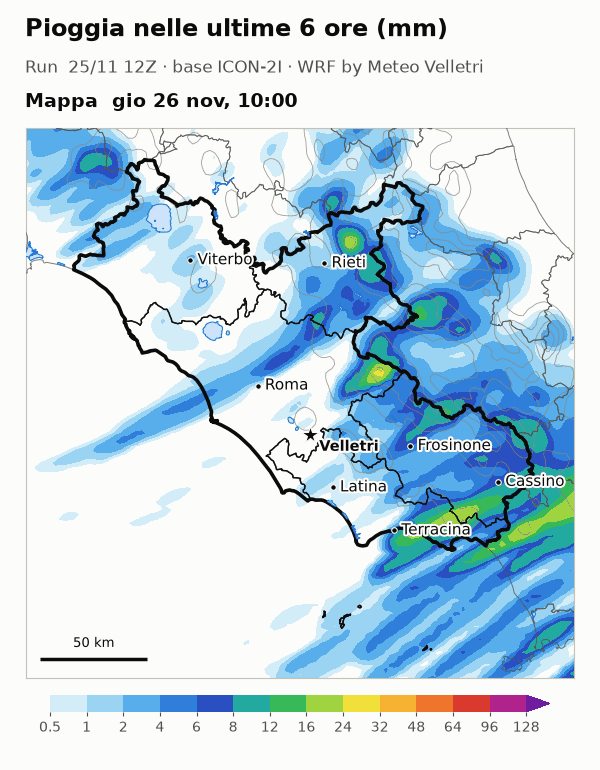 Pioggia nelle ultime 6 ore (mm)
Run  25/11 12Z · base ICON-2I · WRF by Meteo Velletri
Mappa  gio 26 nov, 10:00
Viterbo
Rieti
Roma
Velletri
Frosinone
Cassino
Latina
Terracina
50 km
0.5 1 2 4 6 8 12 16 24 32 48 64 96 128